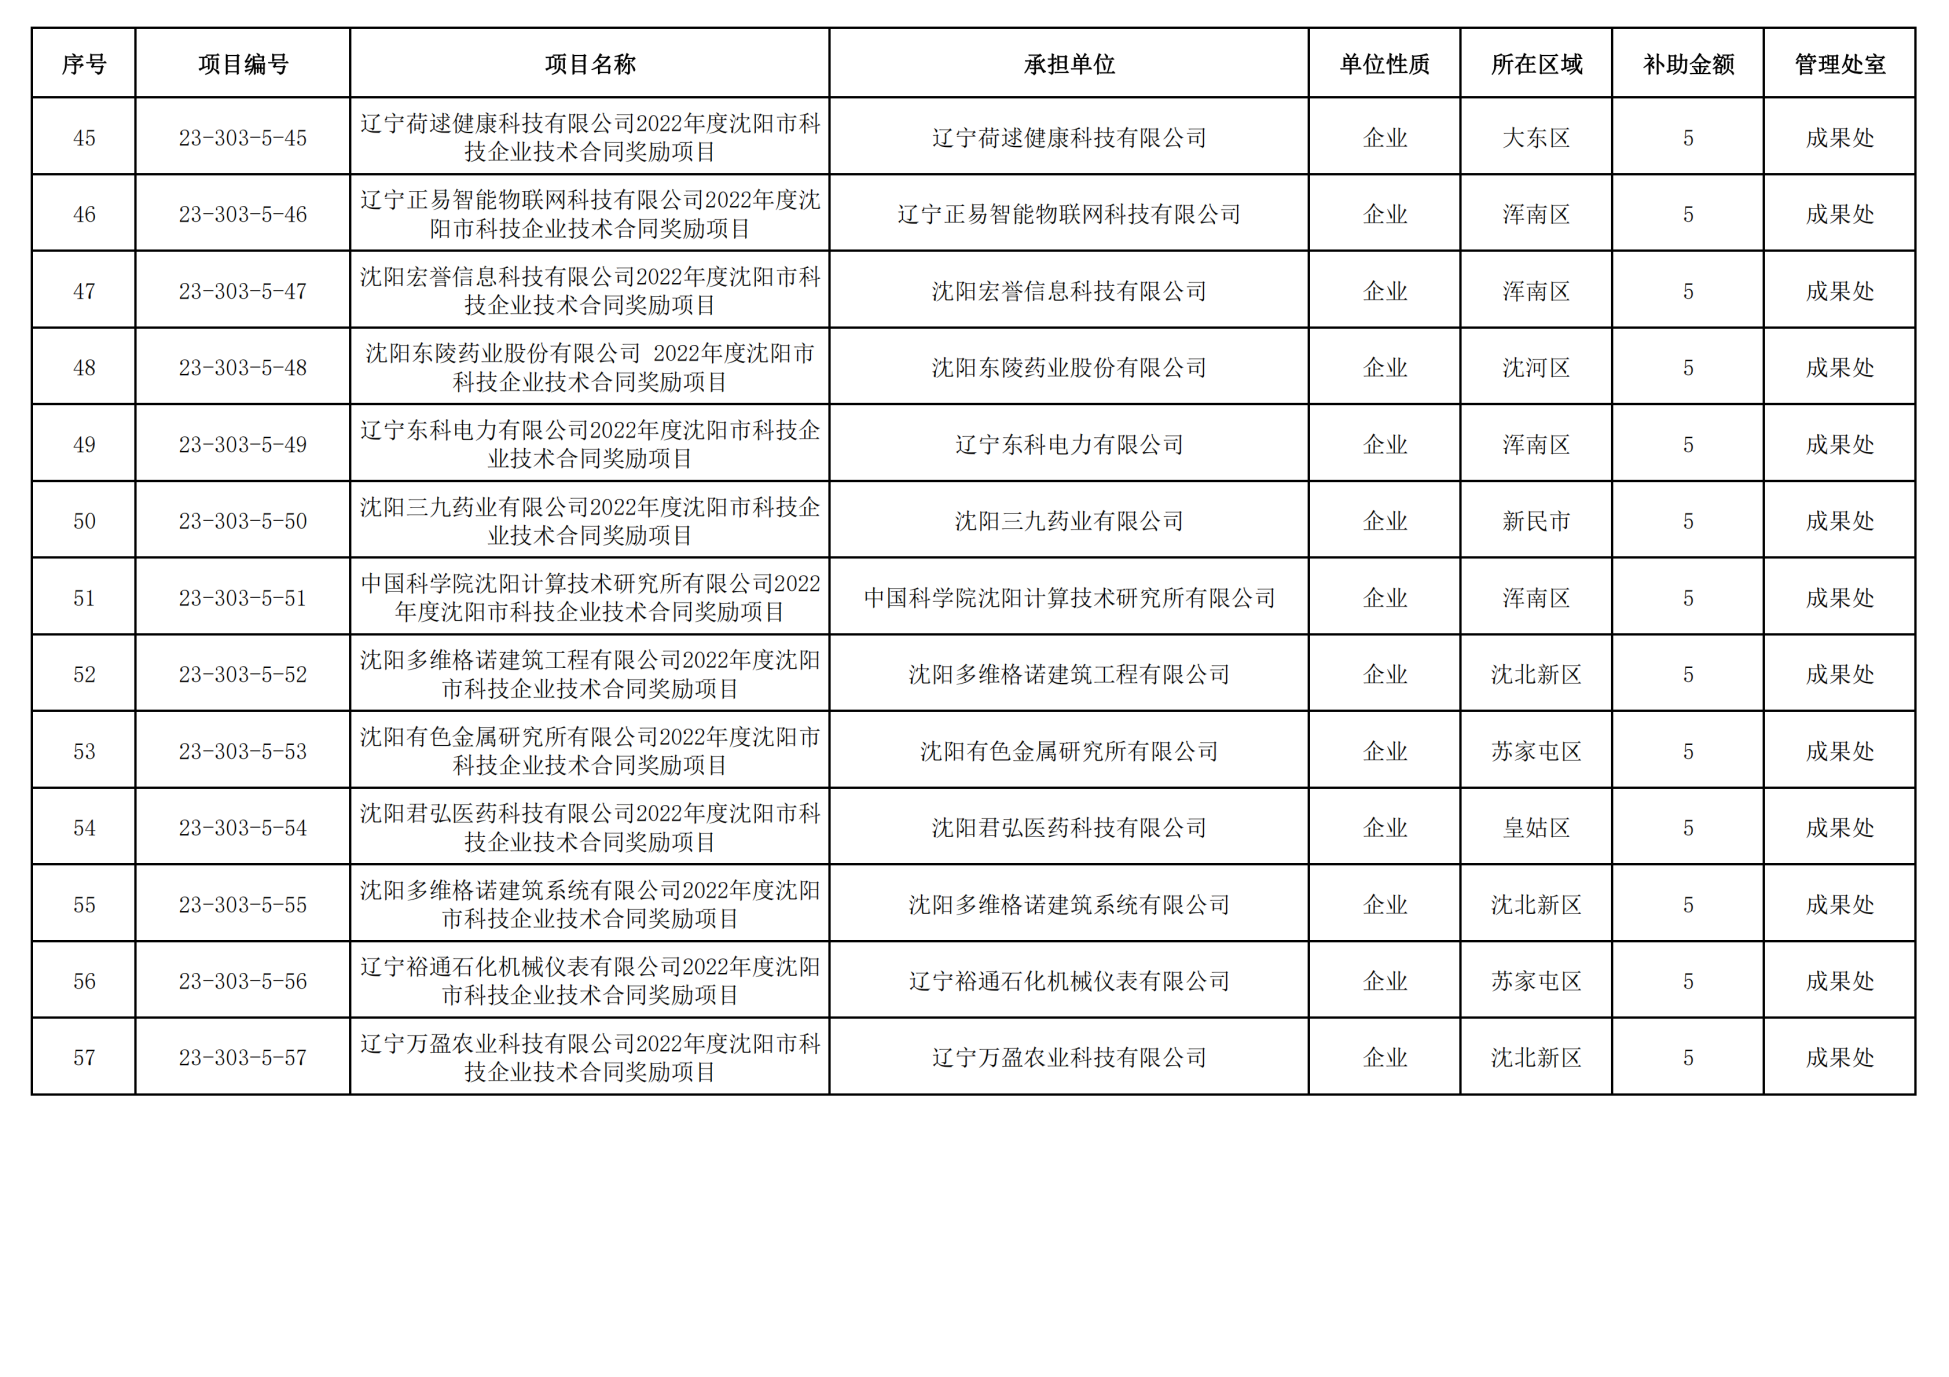 序号 项目编号 项目名称 承担单位 单位性质 所在区域 补助金额 管理处室
45 23-303-5-45 辽宁荷逑健康科技有限公司2022年度沈阳市科技企业技术合同奖励项目 辽宁荷逑健康科技有限公司 企业 大东区 5 成果处
46 23-303-5-46 辽宁正易智能物联网科技有限公司2022年度沈阳市科技企业技术合同奖励项目 辽宁正易智能物联网科技有限公司 企业 浑南区 5 成果处
47 23-303-5-47 沈阳宏誉信息科技有限公司2022年度沈阳市科技企业技术合同奖励项目 沈阳宏誉信息科技有限公司 企业 浑南区 5 成果处
48 23-303-5-48 沈阳东陵药业股份有限公司 2022年度沈阳市科技企业技术合同奖励项目 沈阳东陵药业股份有限公司 企业 沈河区 5 成果处
49 23-303-5-49 辽宁东科电力有限公司2022年度沈阳市科技企业技术合同奖励项目 辽宁东科电力有限公司 企业 浑南区 5 成果处
50 23-303-5-50 沈阳三九药业有限公司2022年度沈阳市科技企业技术合同奖励项目 沈阳三九药业有限公司 企业 新民市 5 成果处
51 23-303-5-51 中国科学院沈阳计算技术研究所有限公司2022年度沈阳市科技企业技术合同奖励项目 中国科学院沈阳计算技术研究所有限公司 企业 浑南区 5 成果处
52 23-303-5-52 沈阳多维格诺建筑工程有限公司2022年度沈阳市科技企业技术合同奖励项目 沈阳多维格诺建筑工程有限公司 企业 沈北新区 5 成果处
53 23-303-5-53 沈阳有色金属研究所有限公司2022年度沈阳市科技企业技术合同奖励项目 沈阳有色金属研究所有限公司 企业 苏家屯区 5 成果处
54 23-303-5-54 沈阳君弘医药科技有限公司2022年度沈阳市科技企业技术合同奖励项目 沈阳君弘医药科技有限公司 企业 皇姑区 5 成果处
55 23-303-5-55 沈阳多维格诺建筑系统有限公司2022年度沈阳市科技企业技术合同奖励项目 沈阳多维格诺建筑系统有限公司 企业 沈北新区 5 成果处
56 23-303-5-56 辽宁裕通石化机械仪表有限公司2022年度沈阳市科技企业技术合同奖励项目 辽宁裕通石化机械仪表有限公司 企业 苏家屯区 5 成果处
57 23-303-5-57 辽宁万盈农业科技有限公司2022年度沈阳市科技企业技术合同奖励项目 辽宁万盈农业科技有限公司 企业 沈北新区 5 成果处